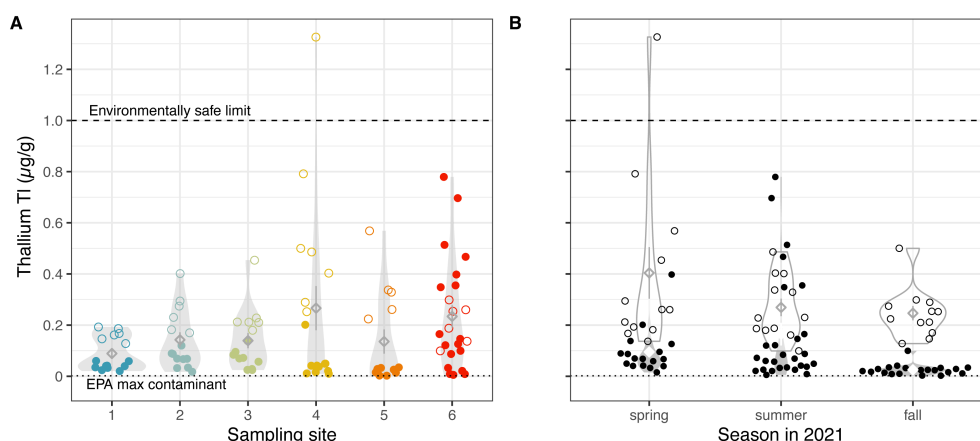 A
B
Thallium Tl (µg/g)
1.2
1.0
0.8
0.6
0.4
0.2
0
Environmentally safe limit
EPA max contaminant
1 2 3 4 5 6
Sampling site
spring summer fall
Season in 2021